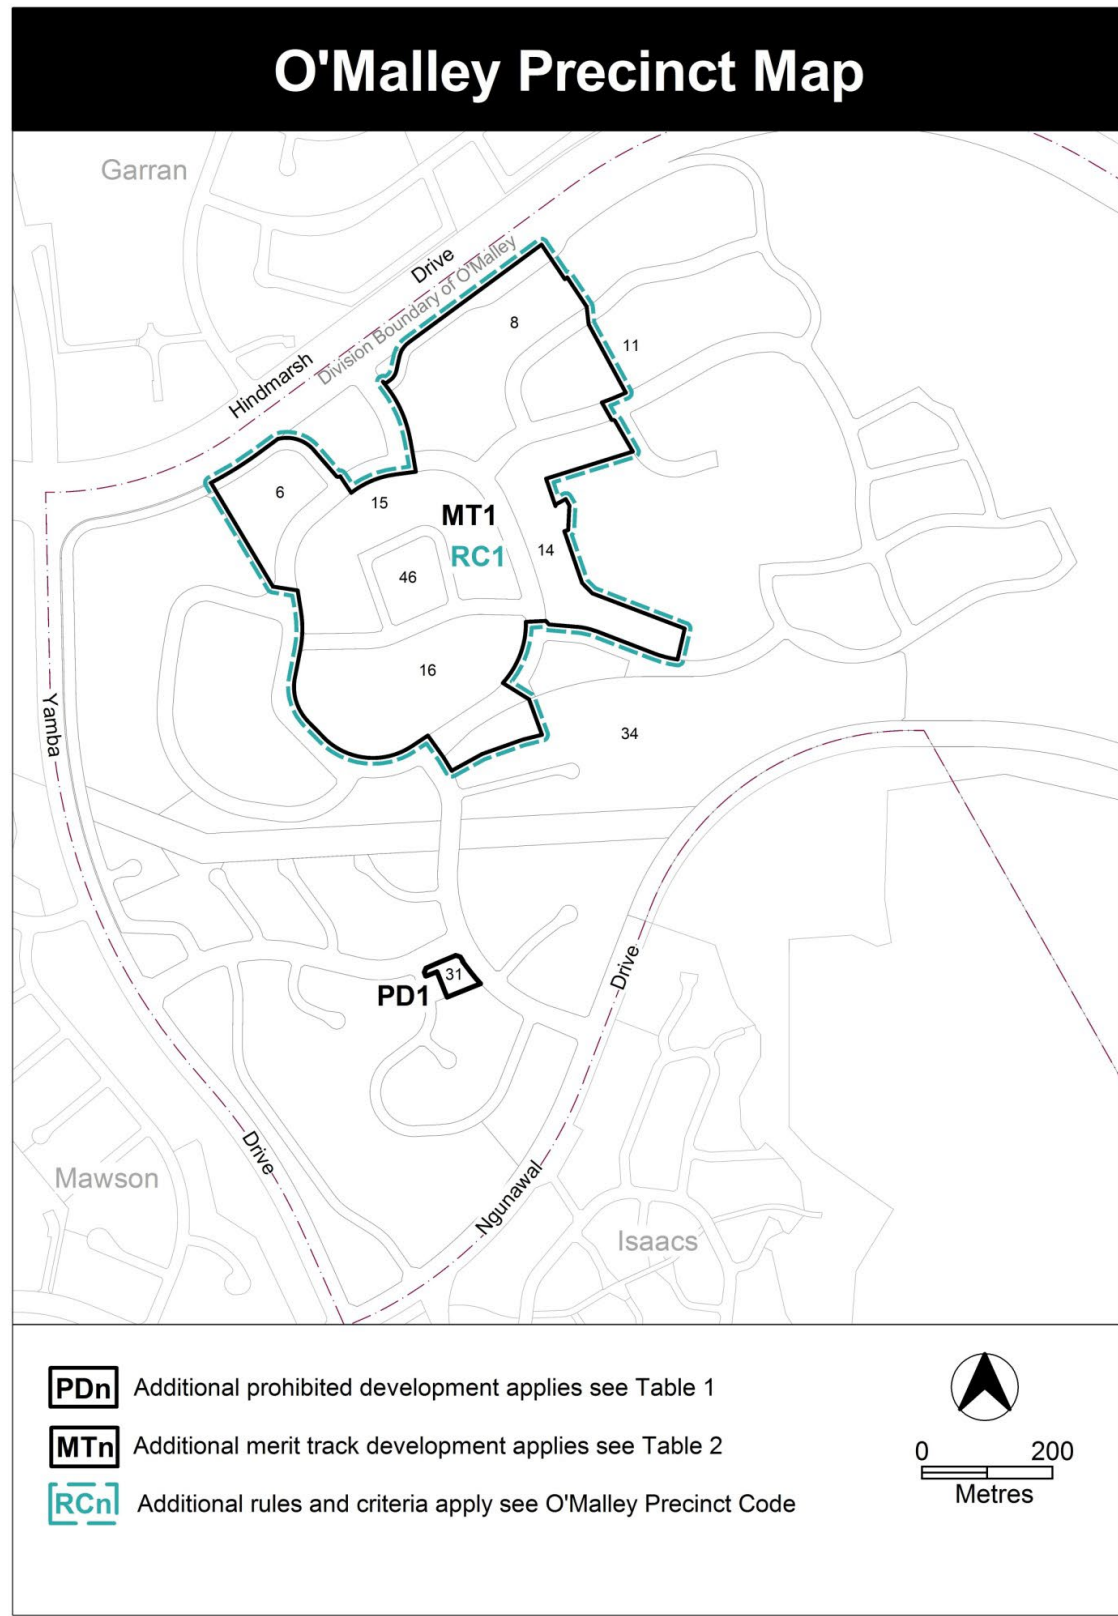 O'Malley Precinct Map
Garran
Drive
Division Boundary of O'Malley
8
11
Hindmarsh
6
15
MT1
RC1
14
46
16
Yamba
34
31
PD1
Drive
Drive
Mawson
Ngunawal
Isaacs
PDn Additional prohibited development applies see Table 1
MTn Additional merit track development applies see Table 2
RCn Additional rules and criteria apply see O'Malley Precinct Code
0 200
Metres